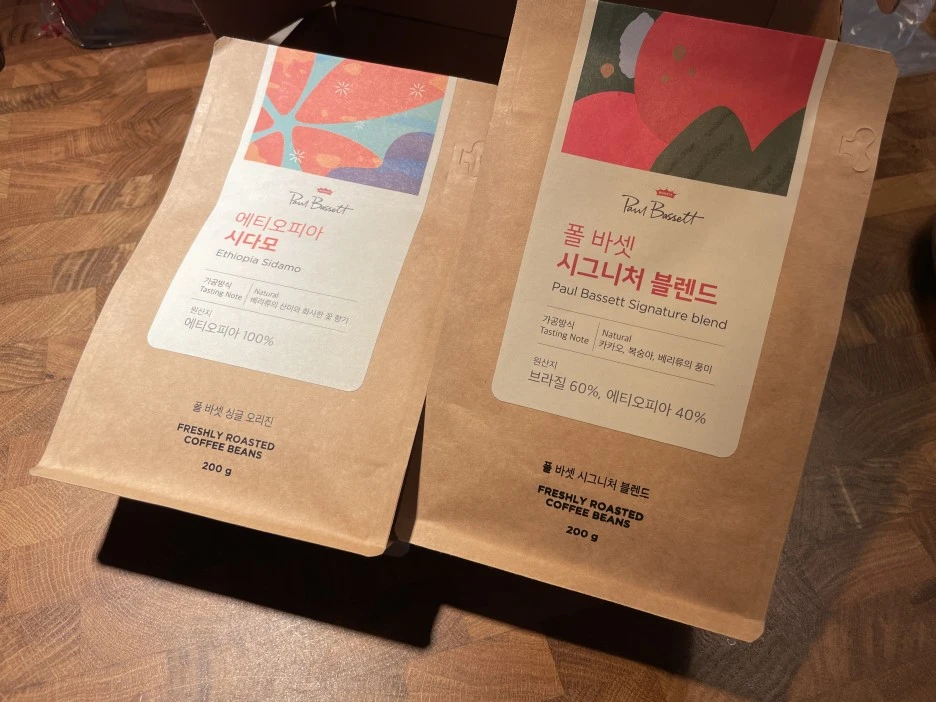 Paul Bassett
에티오피아
시다모
Ethiopia Sidamo
가공방식 Natural
Tasting Note 베리류의 산미와 화사한 꽃 향기
원산지
에티오피아 100%
폴 바셋 싱글 오리진
FRESHLY ROASTED
COFFEE BEANS
200 g
Paul Bassett
폴 바셋
시그니처 블렌드
Paul Bassett Signature blend
가공방식 Natural
Tasting Note 카카오, 복숭아, 베리류의 풍미
원산지
브라질 60%, 에티오피아 40%
폴 바셋 시그니처 블렌드
FRESHLY ROASTED
COFFEE BEANS
200 g